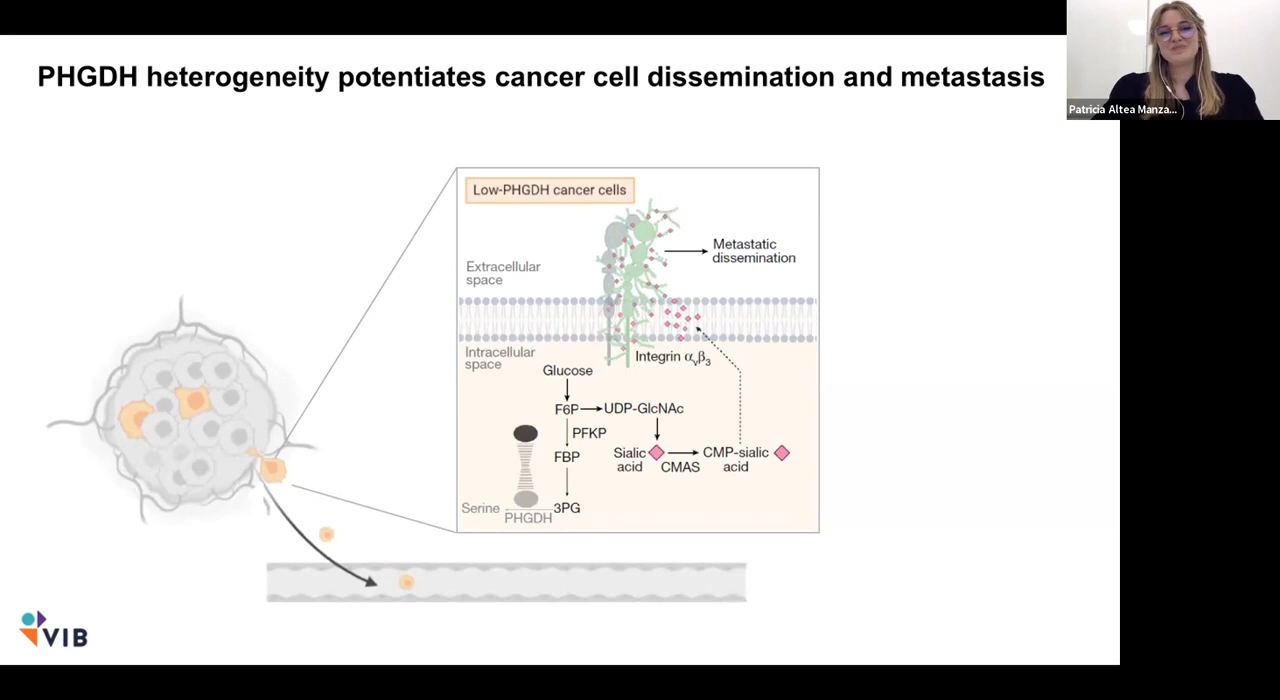 PHGDH heterogeneity potentiates cancer cell dissemination and metastasis
Patricia Altea Manza...
Low-PHGDH cancer cells
Metastatic
dissemination
Extracellular
space
Intracellular
space
Integrin αvβ3
Glucose
F6P
UDP-GlcNAc
PFKP
FBP
Sialic
acid
CMAS
CMP-sialic
acid
Serine
PHGDH
3PG
VIB